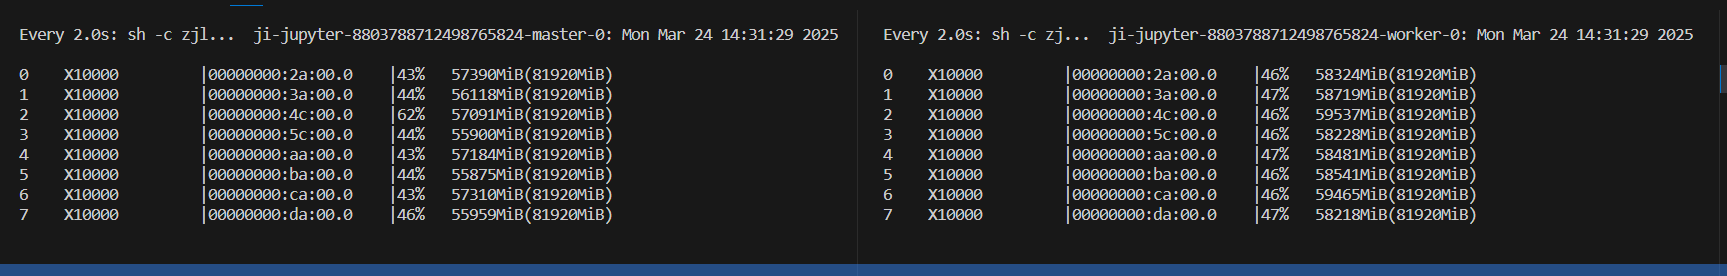 Every 2.0s: sh -c zjl...  ji-jupyter-8803788712498765824-master-0: Mon Mar 24 14:31:29 2025
0    X10000    |00000000:2a:00.0    |43%   57390MiB(81920MiB)
1    X10000    |00000000:3a:00.0    |44%   56118MiB(81920MiB)
2    X10000    |00000000:4c:00.0    |62%   57091MiB(81920MiB)
3    X10000    |00000000:5c:00.0    |44%   55900MiB(81920MiB)
4    X10000    |00000000:aa:00.0    |43%   57184MiB(81920MiB)
5    X10000    |00000000:ba:00.0    |44%   55875MiB(81920MiB)
6    X10000    |00000000:ca:00.0    |43%   57310MiB(81920MiB)
7    X10000    |00000000:da:00.0    |46%   55959MiB(81920MiB)
Every 2.0s: sh -c zj...  ji-jupyter-8803788712498765824-worker-0: Mon Mar 24 14:31:29 2025
0    X10000    |00000000:2a:00.0    |46%   58324MiB(81920MiB)
1    X10000    |00000000:3a:00.0    |47%   58719MiB(81920MiB)
2    X10000    |00000000:4c:00.0    |46%   59537MiB(81920MiB)
3    X10000    |00000000:5c:00.0    |46%   58228MiB(81920MiB)
4    X10000    |00000000:aa:00.0    |47%   58481MiB(81920MiB)
5    X10000    |00000000:ba:00.0    |46%   58541MiB(81920MiB)
6    X10000    |00000000:ca:00.0    |46%   59465MiB(81920MiB)
7    X10000    |00000000:da:00.0    |47%   58218MiB(81920MiB)